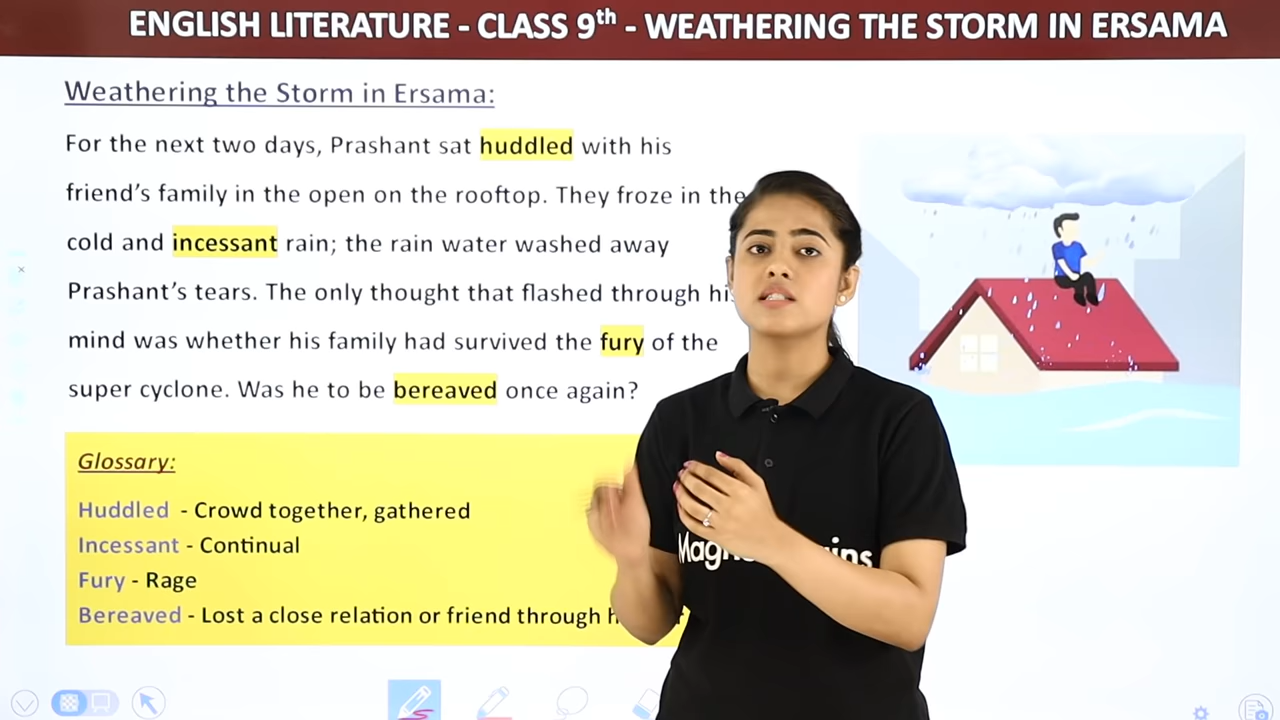 ENGLISH LITERATURE - CLASS 9th - WEATHERING THE STORM IN ERSAMA
Weathering the Storm in Ersama:
For the next two days, Prashant sat huddled with his
friend's family in the open on the rooftop. They froze in the
cold and incessant rain; the rain water washed away
Prashant's tears. The only thought that flashed through
mind was whether his family had survived the fury of the
super cyclone. Was he to be bereaved once again?
Glossary:
Huddled - Crowd together, gathered
Incessant - Continual
Fury - Rage
Bereaved - Lost a close relation or friend through